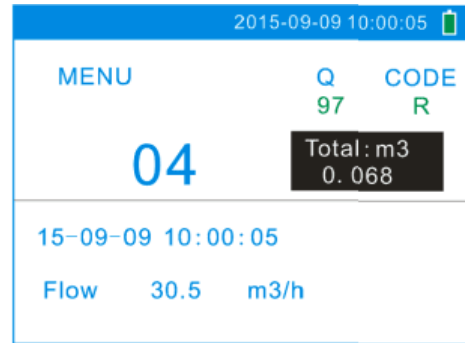 2015-09-09 10:00:05
MENU Q CODE
97 R
04
Total: m3
0.068
15-09-09 10:00:05
Flow 30.5 m3/h